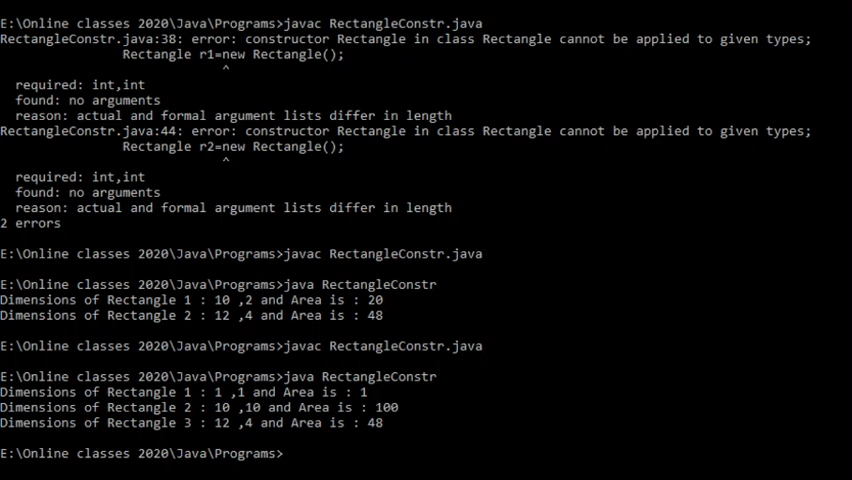 E:\Online classes 2020\Java\Programs>javac RectangleConstr.java
RectangleConstr.java:38: error: constructor Rectangle in class Rectangle cannot be applied to given types;
Rectangle r1=new Rectangle();
^
required: int,int
found: no arguments
reason: actual and formal argument lists differ in length
RectangleConstr.java:44: error: constructor Rectangle in class Rectangle cannot be applied to given types;
Rectangle r2=new Rectangle();
^
required: int,int
found: no arguments
reason: actual and formal argument lists differ in length
2 errors
E:\Online classes 2020\Java\Programs>javac RectangleConstr.java
E:\Online classes 2020\Java\Programs>java RectangleConstr
Dimensions of Rectangle 1 : 10 ,2 and Area is : 20
Dimensions of Rectangle 2 : 12 ,4 and Area is : 48
E:\Online classes 2020\Java\Programs>javac RectangleConstr.java
E:\Online classes 2020\Java\Programs>java RectangleConstr
Dimensions of Rectangle 1 : 1 ,1 and Area is : 1
Dimensions of Rectangle 2 : 10 ,10 and Area is : 100
Dimensions of Rectangle 3 : 12 ,4 and Area is : 48
E:\Online classes 2020\Java\Programs>